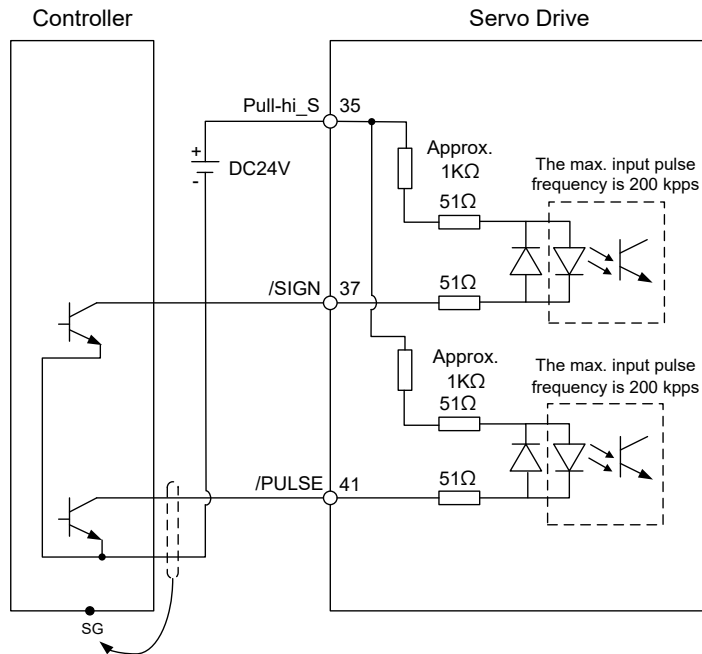 Controller
Servo Drive
Pull-hi_S
35
+
-
DC24V
Approx.
1KΩ
51Ω
The max. input pulse
frequency is 200 kpps
/SIGN
37
51Ω
Approx.
1KΩ
51Ω
The max. input pulse
frequency is 200 kpps
/PULSE
41
51Ω
SG